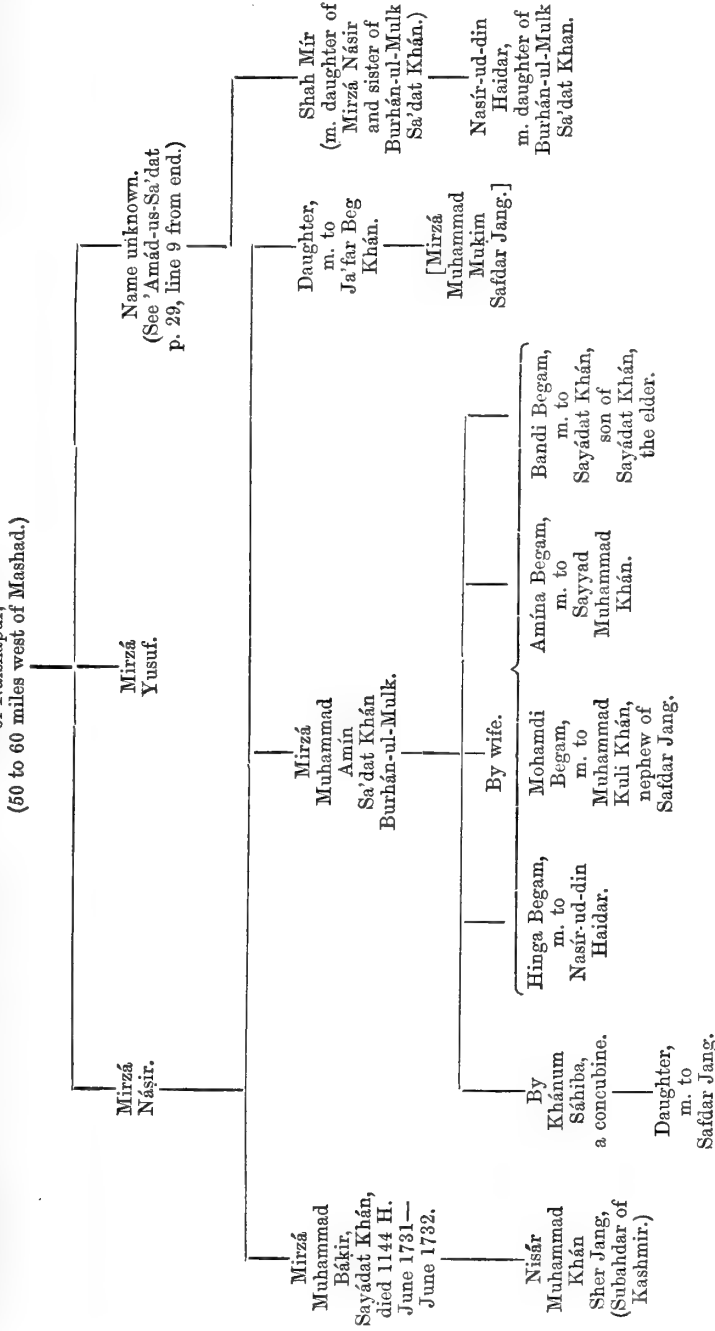 (50 to 60 miles west of Mashad.)
Mirzá
Náṣir.
Mirzá
Yusuf.
Name unknown.
(See 'Amád-us-Sa'dat
p. 29, line 9 from end.)
Mirzá
Muhammad
Báḳir,
Sayádat Khán,
died 1144 H.
June 1731—
June 1732.
Mirzá
Muhammad
Amín
Sa'dat Khán
Burhán-ul-Mulk.
Daughter,
m. to
Ja'far Beg
Khán.
Shah Mír
(m. daughter of
Mirzá Násir
and sister of
Burhán-ul-Mulk
Sa'dat Khán.)
Nisár
Muhammad
Khán
Sher Jang,
(Subahdar of
Kashmir.)
By
Khánum
Sáhiba,
a concubine.
By wife.
[Mirzá
Muhammad
Muḳim
Safdar Jang.]
Nasír-ud-din
Haidar,
m. daughter of
Burhán-ul-Mulk
Sa'dat Khan.
Daughter,
m. to
Safdar Jang.
Hinga Begam,
m. to
Nasír-ud-din
Haidar.
Mohamdi
Begam,
m. to
Muhammad
Kuli Khán,
nephew of
Safdar Jang.
Amína Begam,
m. to
Sayyad
Muhammad
Khán.
Bandi Begam,
m. to
Sayádat Khán,
son of
Sayádat Khán,
the elder.